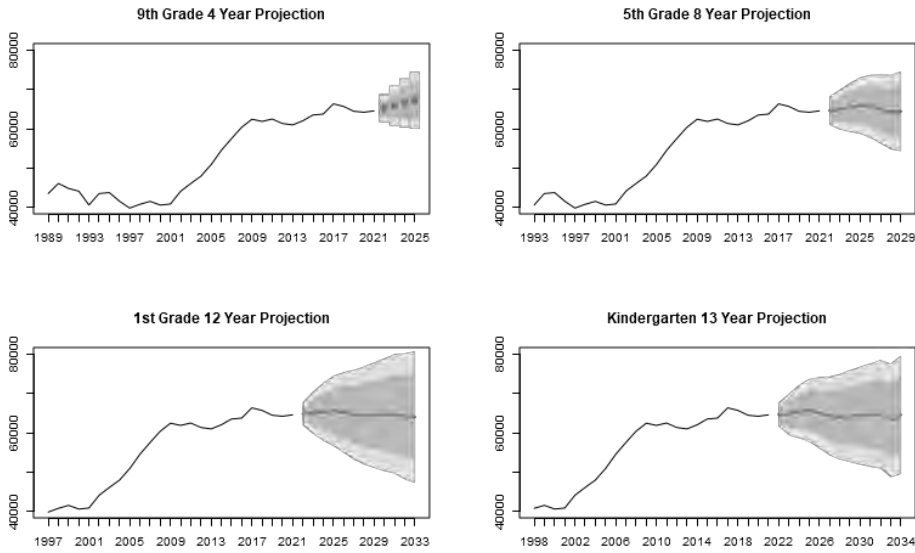 9th Grade 4 Year Projection
80000
60000
40000
1989 1993 1997 2001 2005 2009 2013 2017 2021 2025
5th Grade 8 Year Projection
80000
60000
40000
1993 1997 2001 2005 2009 2013 2017 2021 2025 2029
1st Grade 12 Year Projection
80000
60000
40000
1997 2001 2005 2009 2013 2017 2021 2025 2029 2033
Kindergarten 13 Year Projection
80000
60000
40000
1998 2002 2006 2010 2014 2018 2022 2026 2030 2034